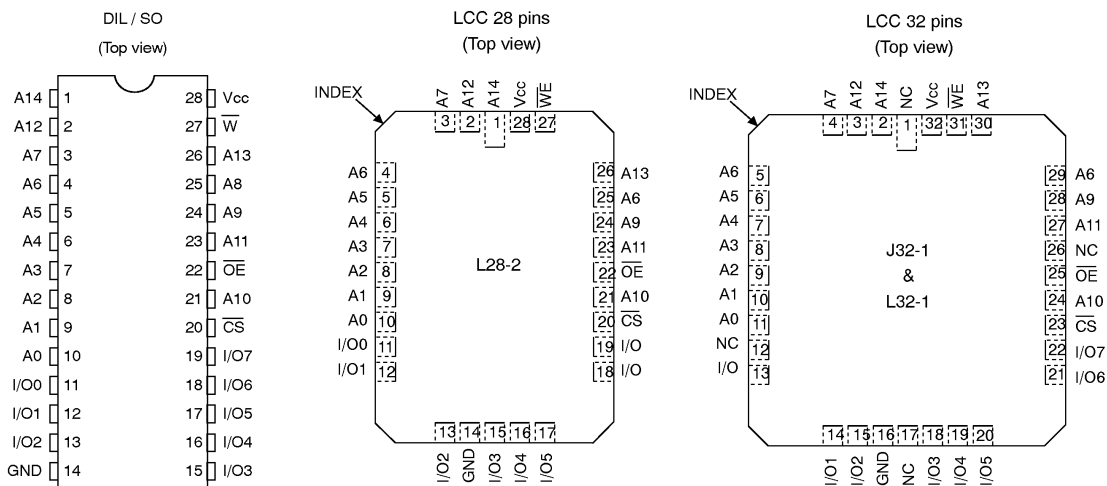 DIL / SO
(Top view)
A14 1 28 Vcc
A12 2 27 W
A7 3 26 A13
A6 4 25 A8
A5 5 24 A9
A4 6 23 A11
A3 7 22 OE
A2 8 21 A10
A1 9 20 CS
A0 10 19 I/O7
I/O0 11 18 I/O6
I/O1 12 17 I/O5
I/O2 13 16 I/O4
GND 14 15 I/O3
LCC 28 pins
(Top view)
INDEX
A7 A12 A14 Vcc WE
3 2 1 28 27
A6 4 26 A13
A5 5 25 A6
A4 6 24 A9
A3 7 23 A11
A2 8 22 OE
A1 9 21 A10
A0 10 20 CS
I/O0 11 19 I/O
I/O1 12 18 I/O
L28-2
13 14 15 16 17
I/O2 GND I/O3 I/O4 I/O5
LCC 32 pins
(Top view)
INDEX
A7 A12 A14 NC Vcc WE A13
4 3 2 1 32 31 30
A6 5 29 A6
A5 6 28 A9
A4 7 27 A11
A3 8 26 NC
A2 9 25 OE
A1 10 24 A10
A0 11 23 CS
NC 12 22 I/O7
I/O 13 21 I/O6
J32-1
&
L32-1
14 15 16 17 18 19 20
I/O1 I/O2 GND NC I/O3 I/O4 I/O5